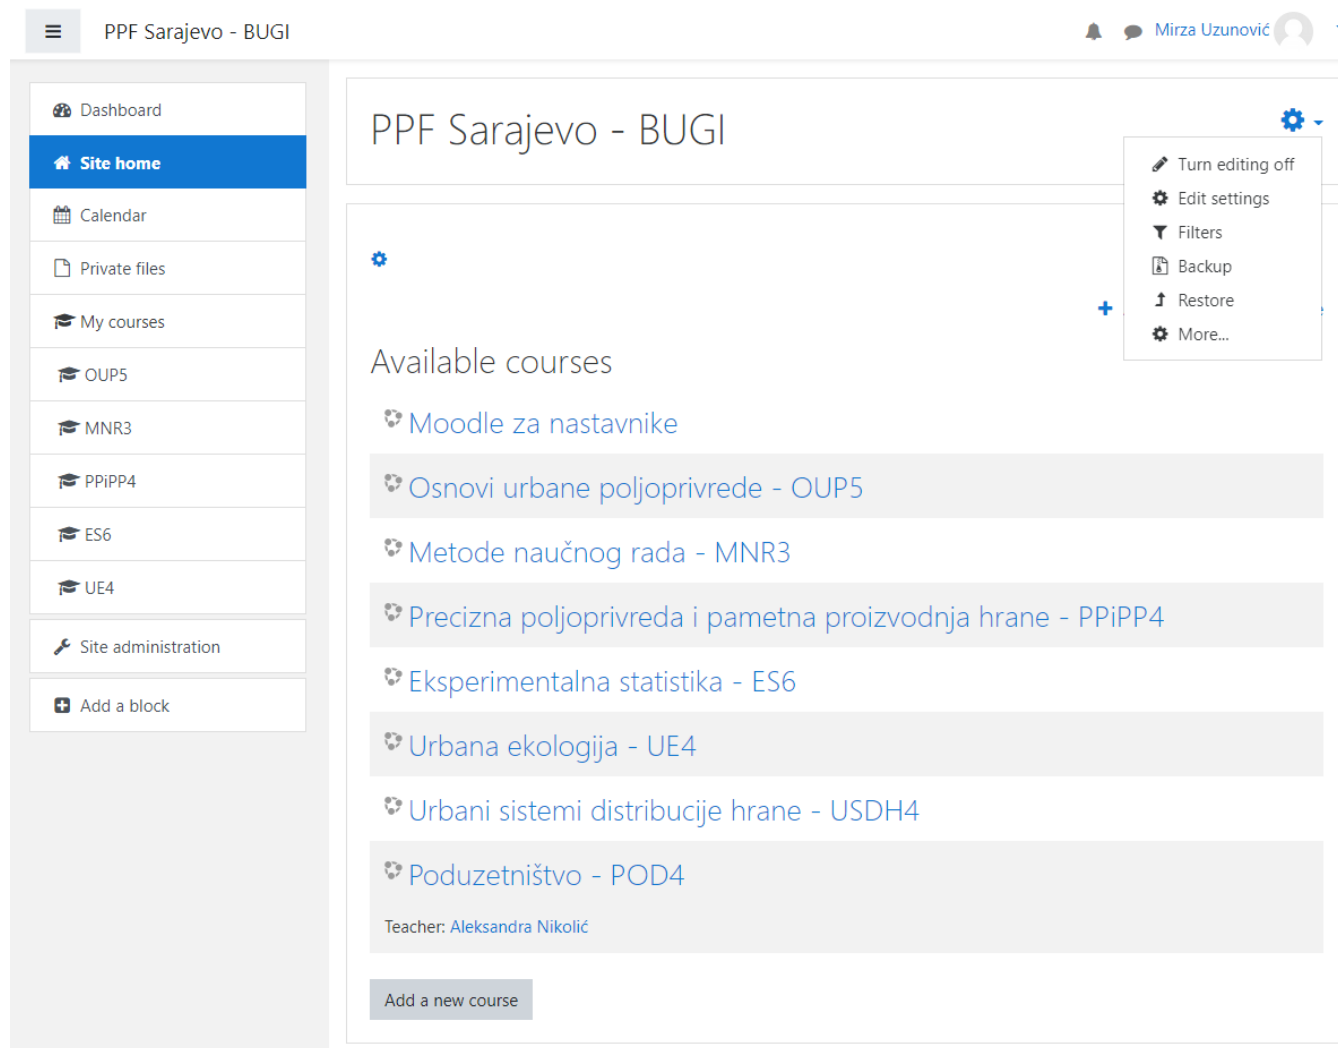 PPF Sarajevo - BUGI
Mirza Uzunović
Dashboard
Site home
Calendar
Private files
My courses
OUP5
MNR3
PPiPP4
ES6
UE4
Site administration
Add a block
PPF Sarajevo - BUGI
Turn editing off
Edit settings
Filters
Backup
Restore
More...
Available courses
Moodle za nastavnike
Osnovi urbane poljoprivrede - OUP5
Metode naučnog rada - MNR3
Precizna poljoprivreda i pametna proizvodnja hrane - PPiPP4
Eksperimentalna statistika - ES6
Urbana ekologija - UE4
Urbani sistemi distribucije hrane - USDH4
Poduzetništvo - POD4
Teacher: Aleksandra Nikolić
Add a new course